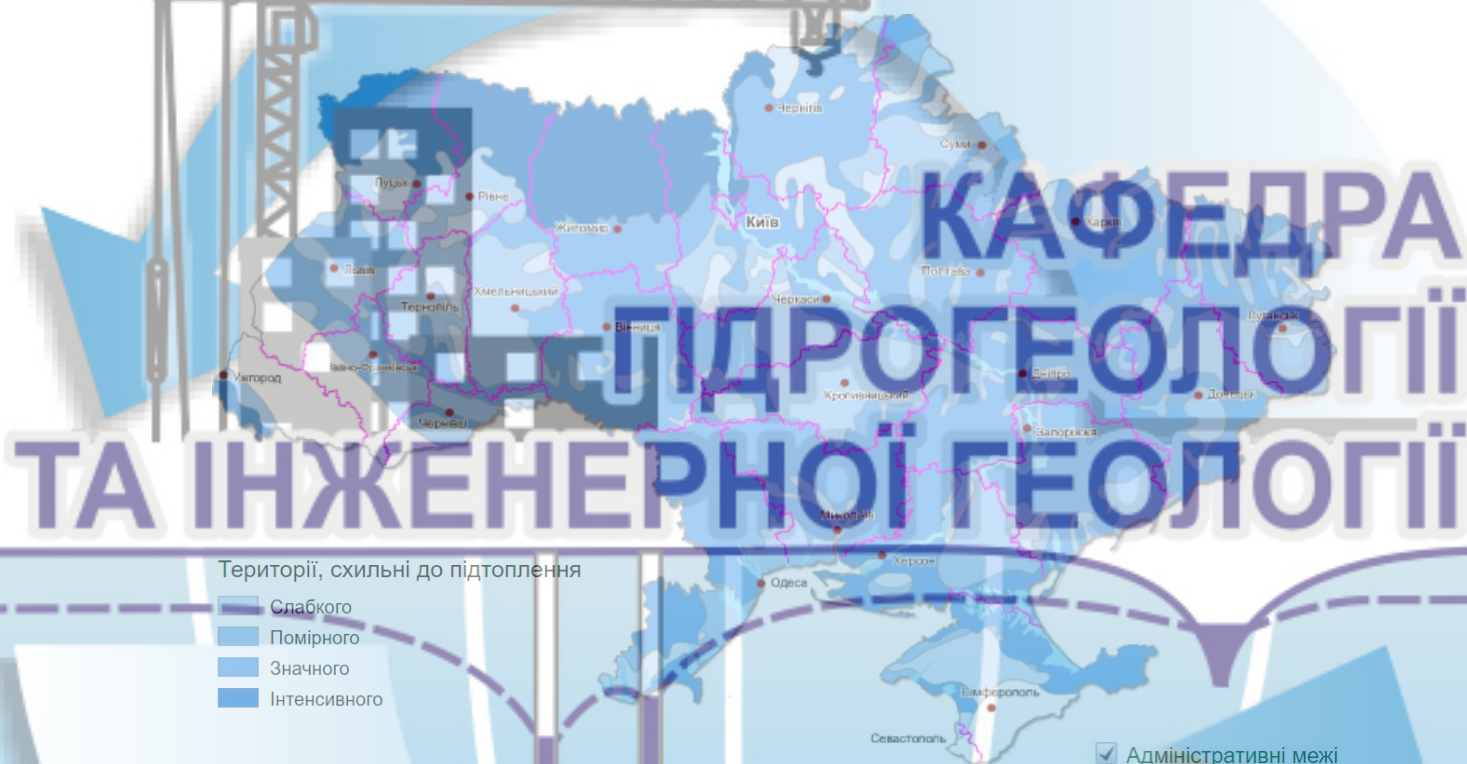 Чернігів
Суми
КАФЕДРА
Луцьк
Рівне
Київ
Харків
Житомир
Львів
Полтава
Хмельницький
Черкаси
Тернопіль
Луганськ
ГІДРОГЕОЛОГІЇ
Вінниця
Івано-Франківськ
Ужгород
Дніпро
Кропивницький
Донецьк
Чернівці
Запоріжжя
ТА ІНЖЕНЕРНОЇ ГЕОЛОГІЇ
Миколаїв
Херсон
Одеса
Території, схильні до підтоплення
Слабкого
Помірного
Значного
Інтенсивного
Сімферополь
Севастополь
Адміністративні межі